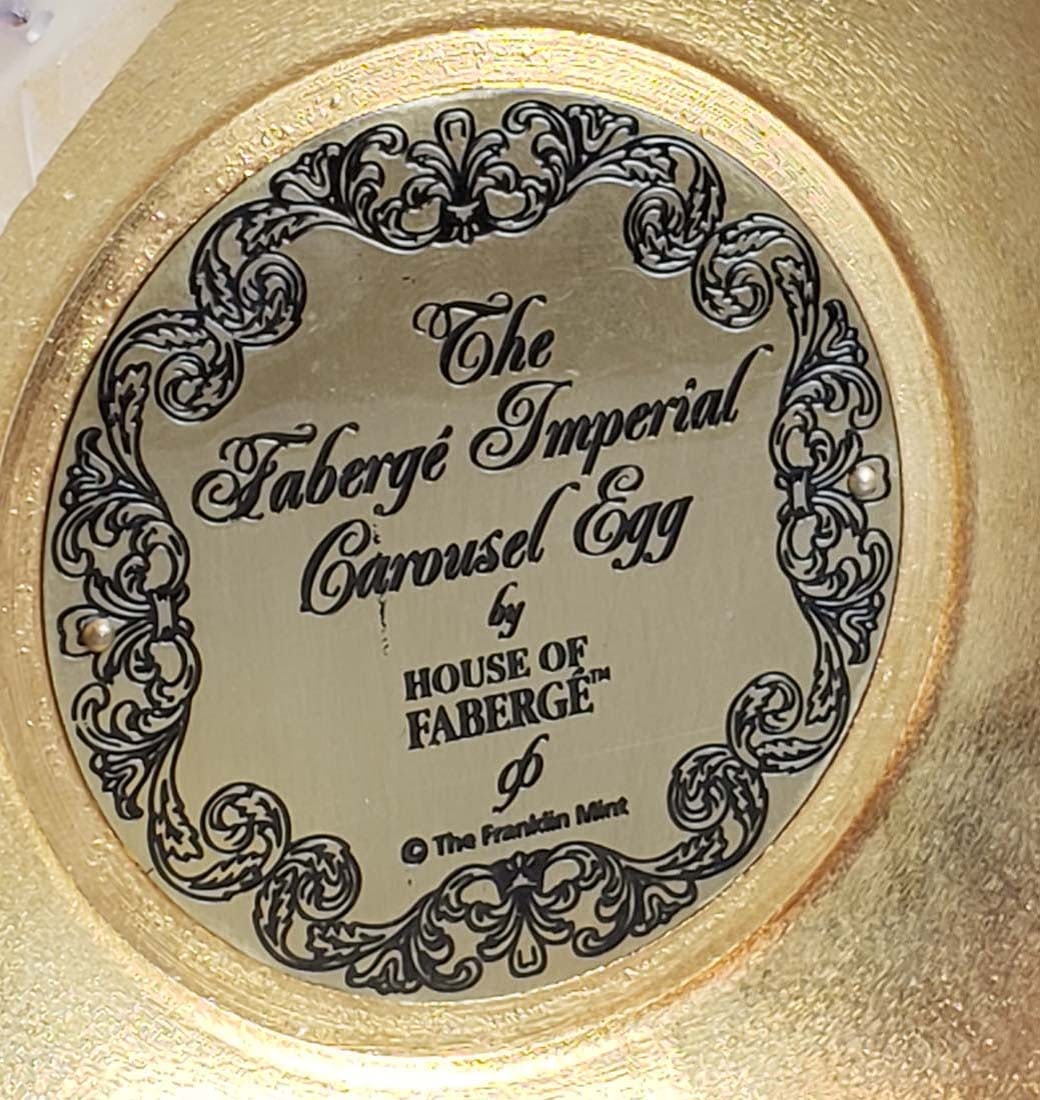 The
Fabergé Imperial
Carousel Egg
by
HOUSE OF
FABERGÉ™
© The Franklin Mint